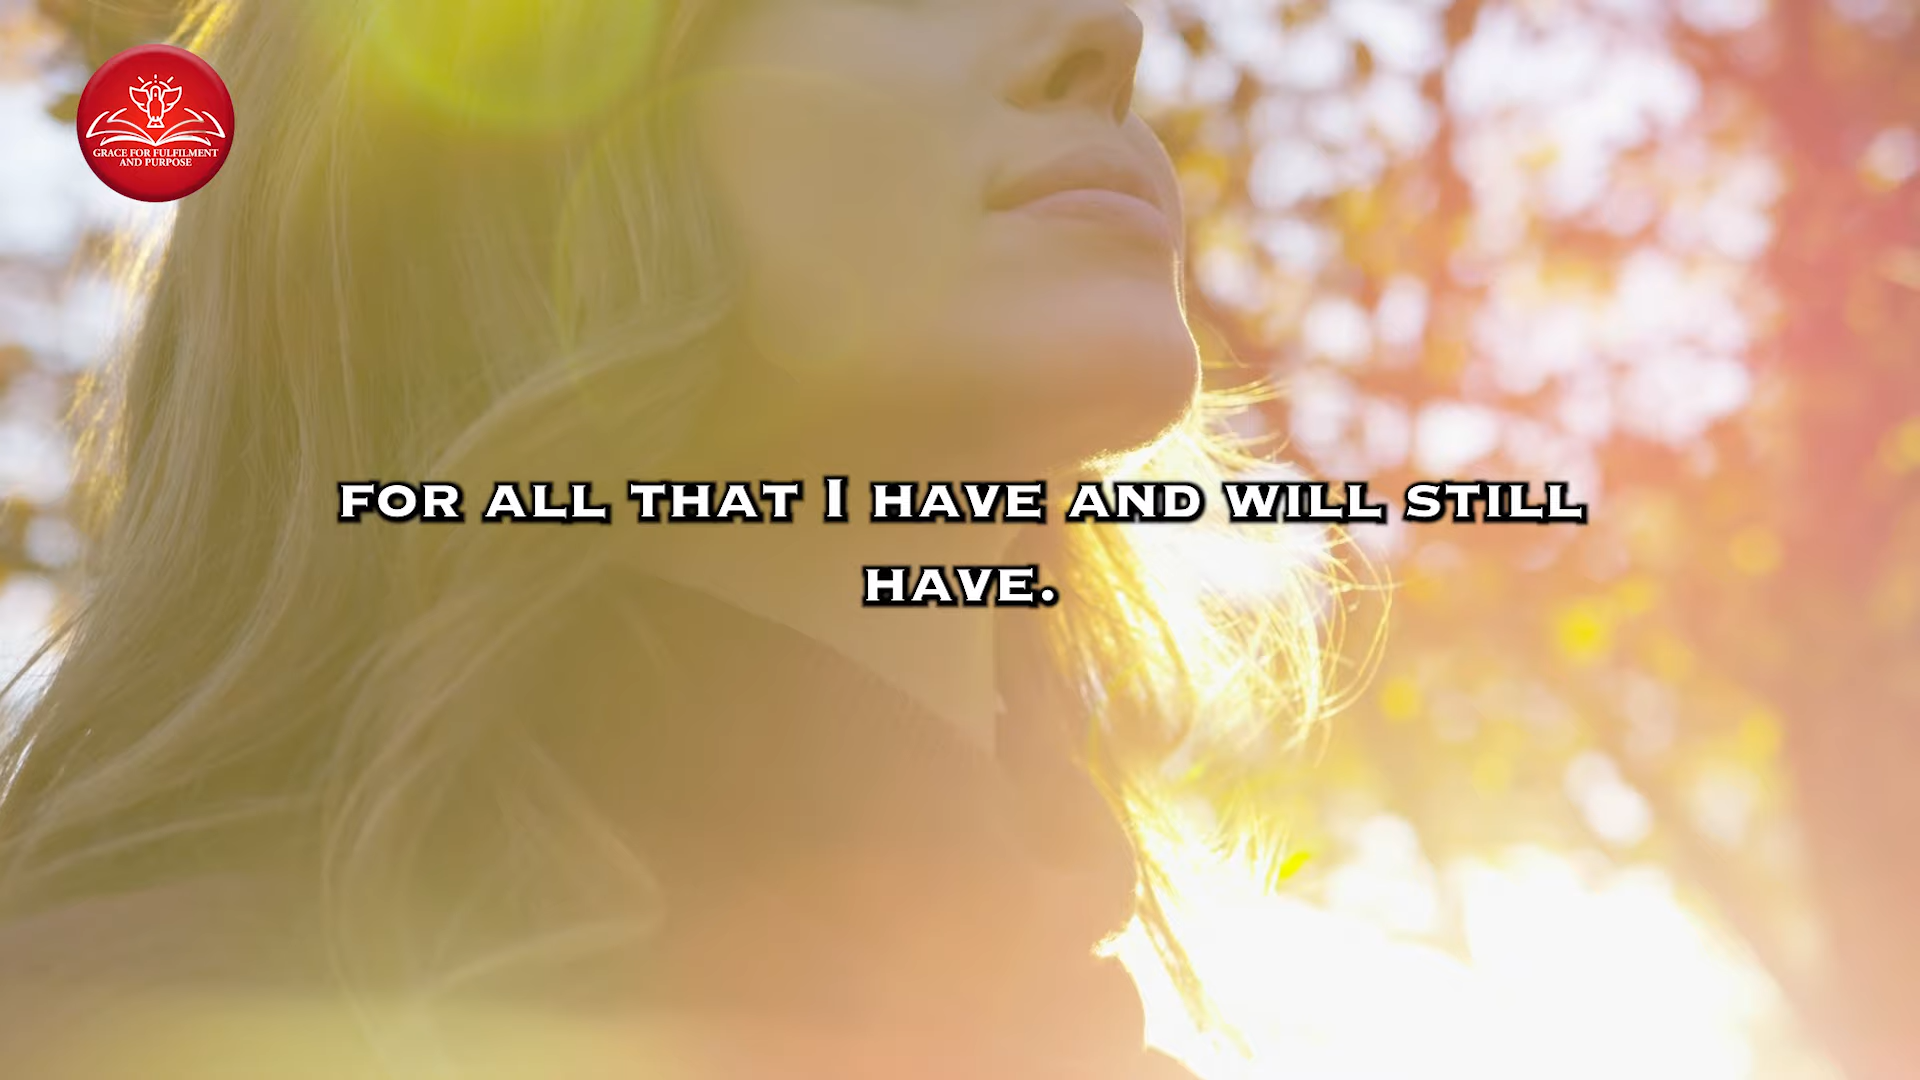 GRACE FOR FULFILMENT
AND PURPOSE
FOR ALL THAT I HAVE AND WILL STILL
HAVE.